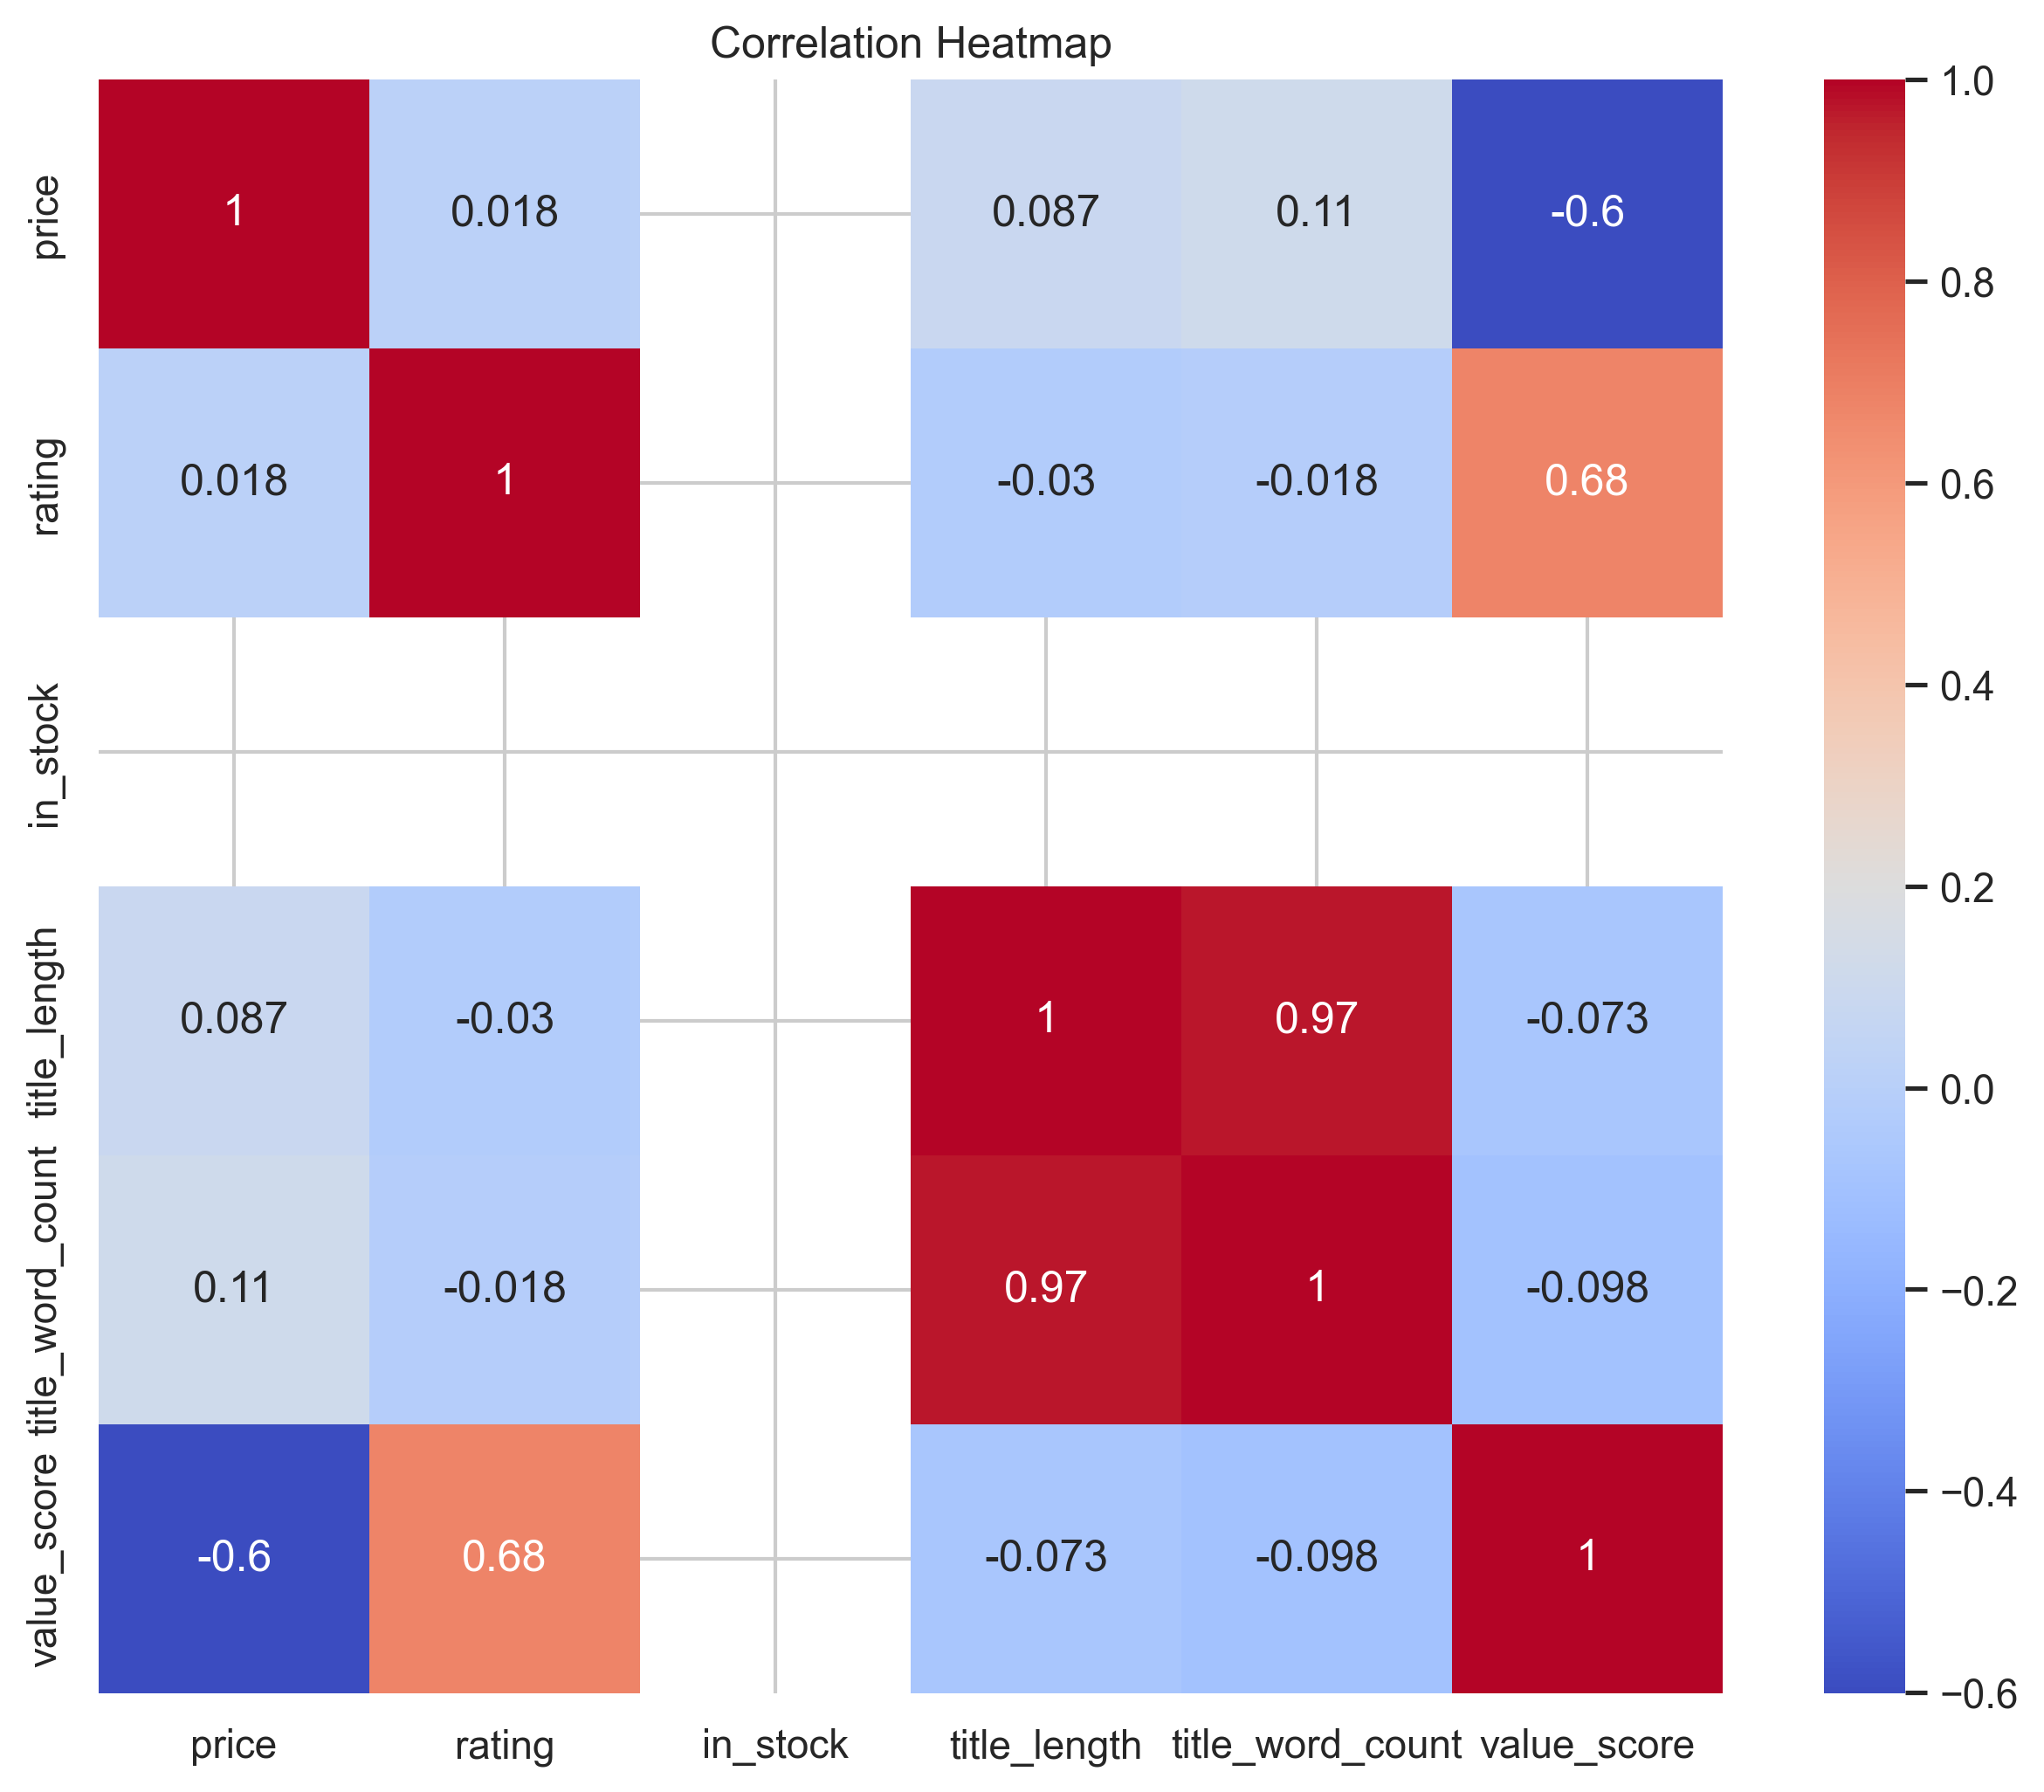 Correlation Heatmap
price 1 0.018 0.087 0.11 -0.6
rating 0.018 1 -0.03 -0.018 0.68
in_stock
title_length 0.087 -0.03 1 0.97 -0.073
title_word_count 0.11 -0.018 0.97 1 -0.098
value_score -0.6 0.68 -0.073 -0.098 1
price rating in_stock title_length title_word_count value_score
1.0
0.8
0.6
0.4
0.2
0.0
−0.2
−0.4
−0.6